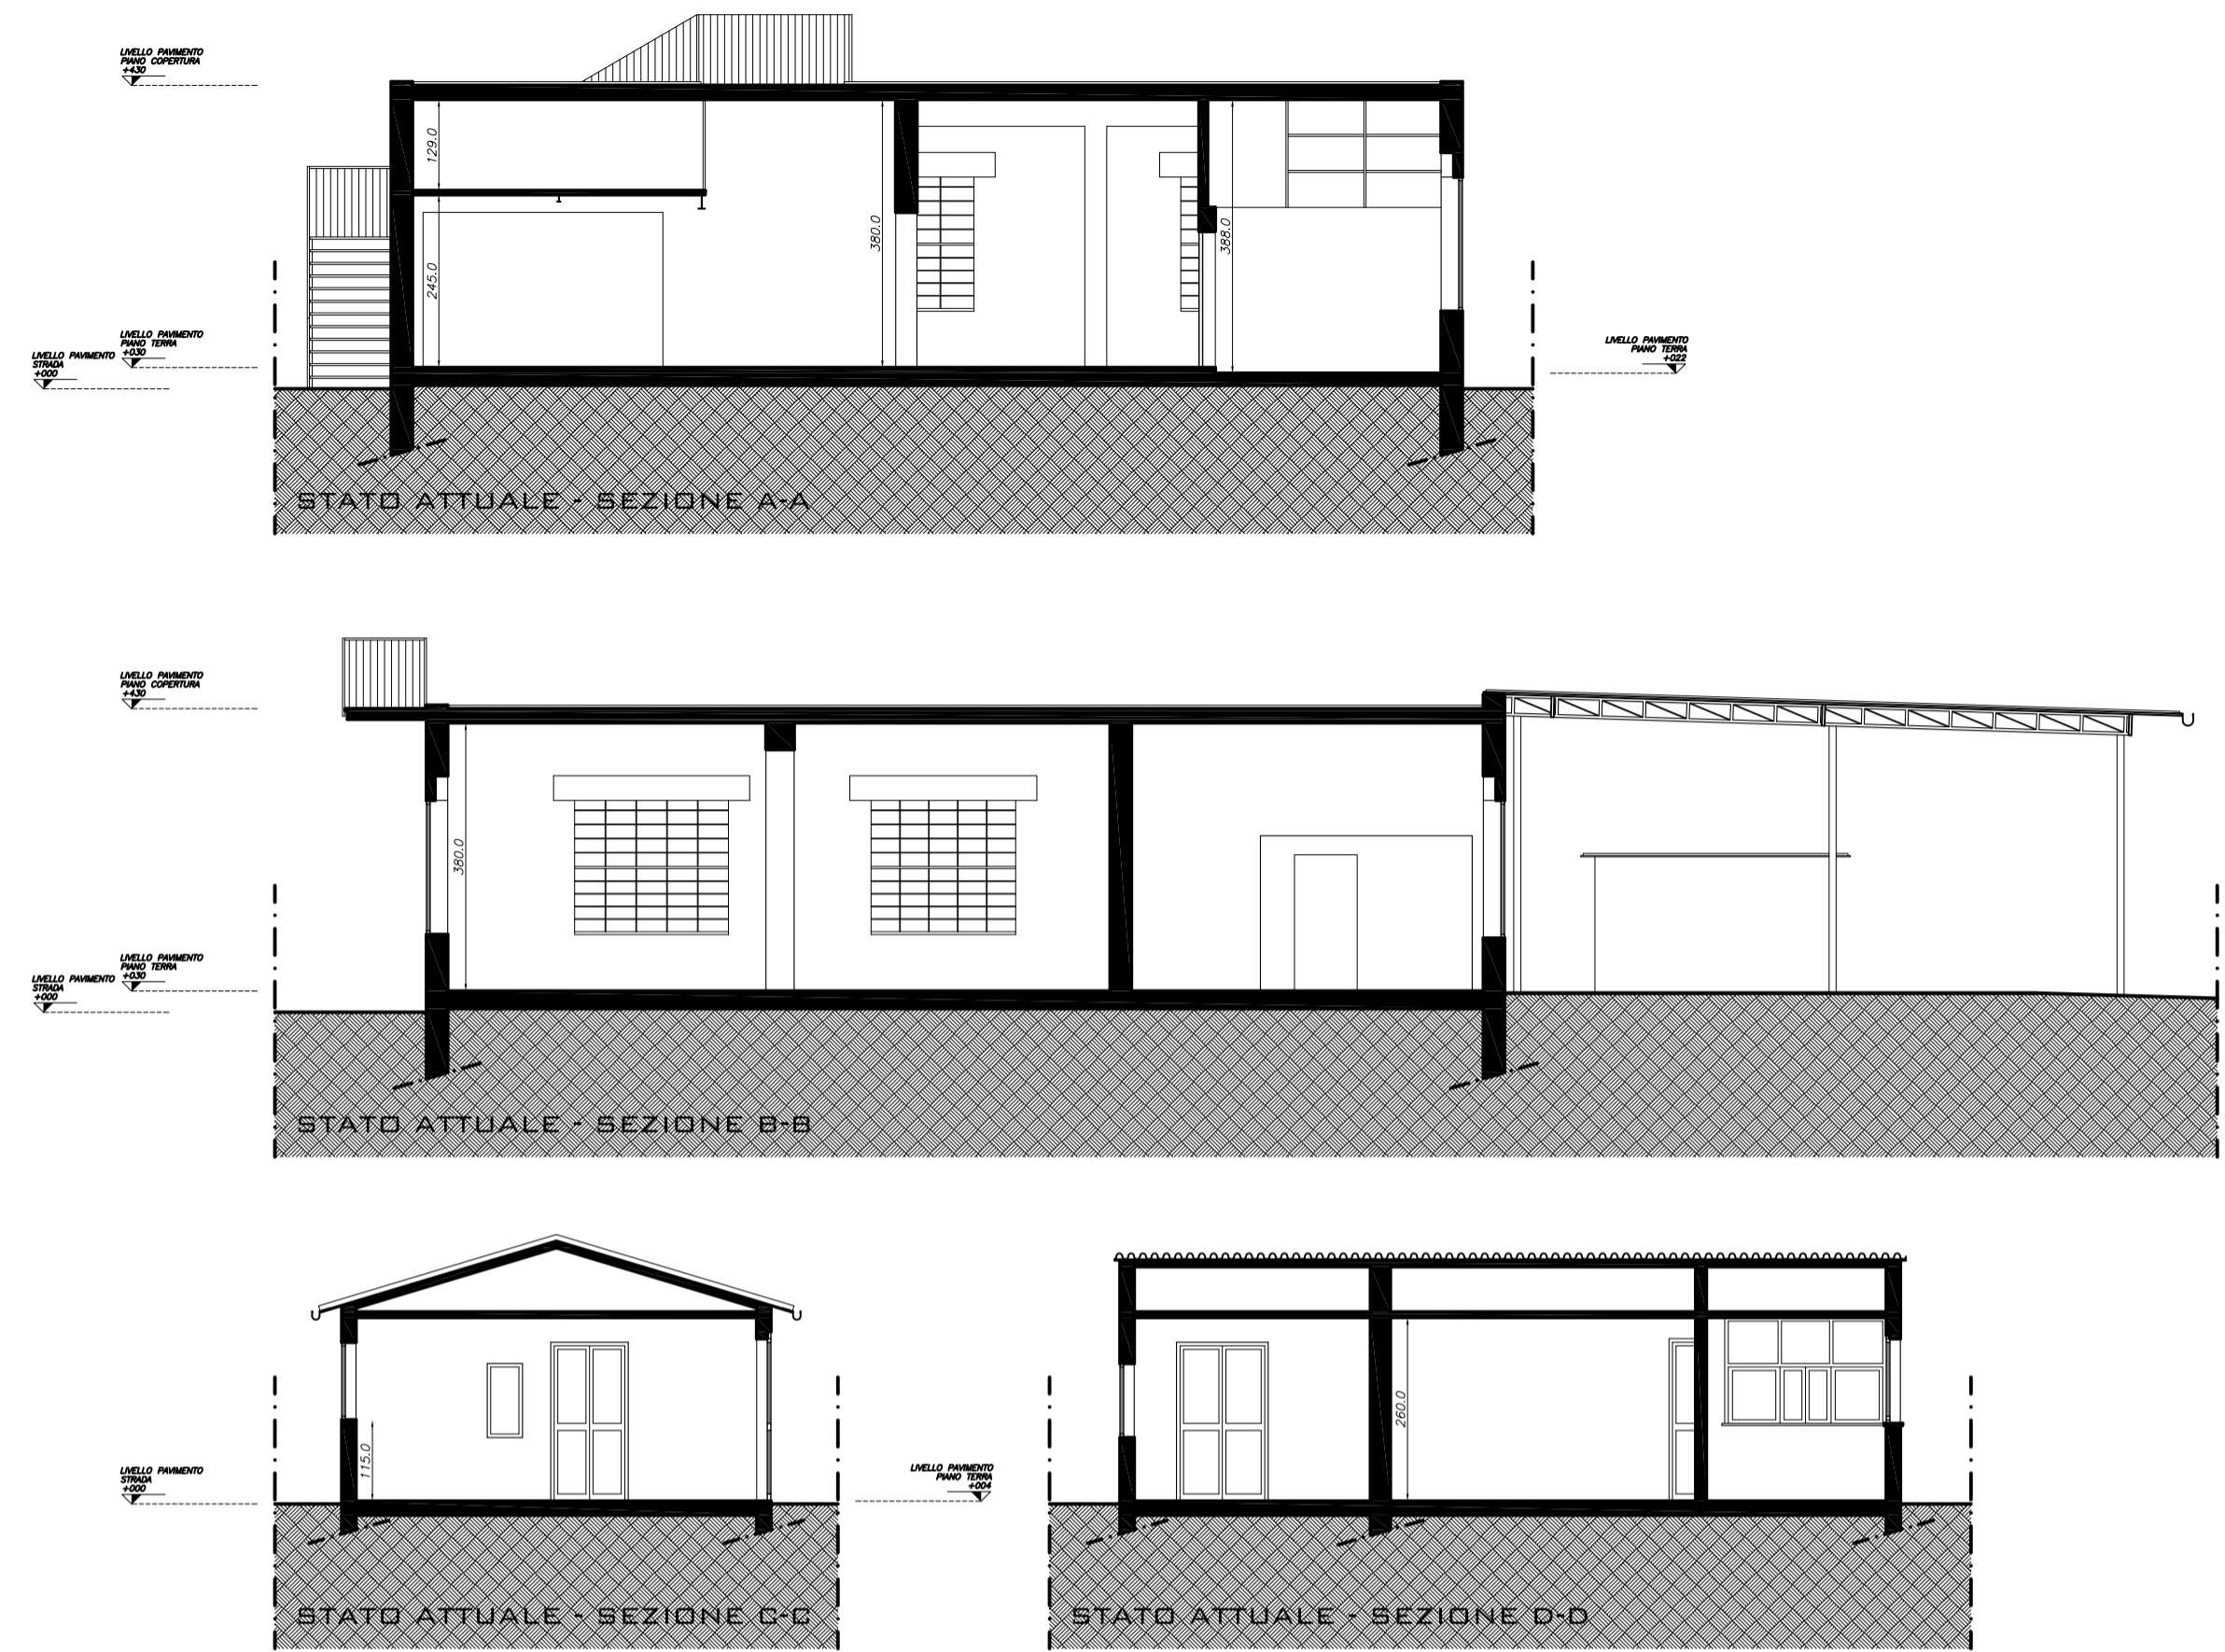 LIVELLO PAVIMENTO
PIANO COPERTURA
+430
129.0
245.0
380.0
388.0
LIVELLO PAVIMENTO
PIANO TERRA
+030
LIVELLO PAVIMENTO
STRADA
+000
LIVELLO PAVIMENTO
PIANO TERRA
+022
STATO ATTUALE - SEZIONE A-A
LIVELLO PAVIMENTO
PIANO COPERTURA
+430
380.0
LIVELLO PAVIMENTO
PIANO TERRA
+030
LIVELLO PAVIMENTO
STRADA
+000
STATO ATTUALE - SEZIONE B-B
115.0
LIVELLO PAVIMENTO
STRADA
+000
STATO ATTUALE - SEZIONE C-C
260.0
LIVELLO PAVIMENTO
PIANO TERRA
+004
STATO ATTUALE - SEZIONE D-D